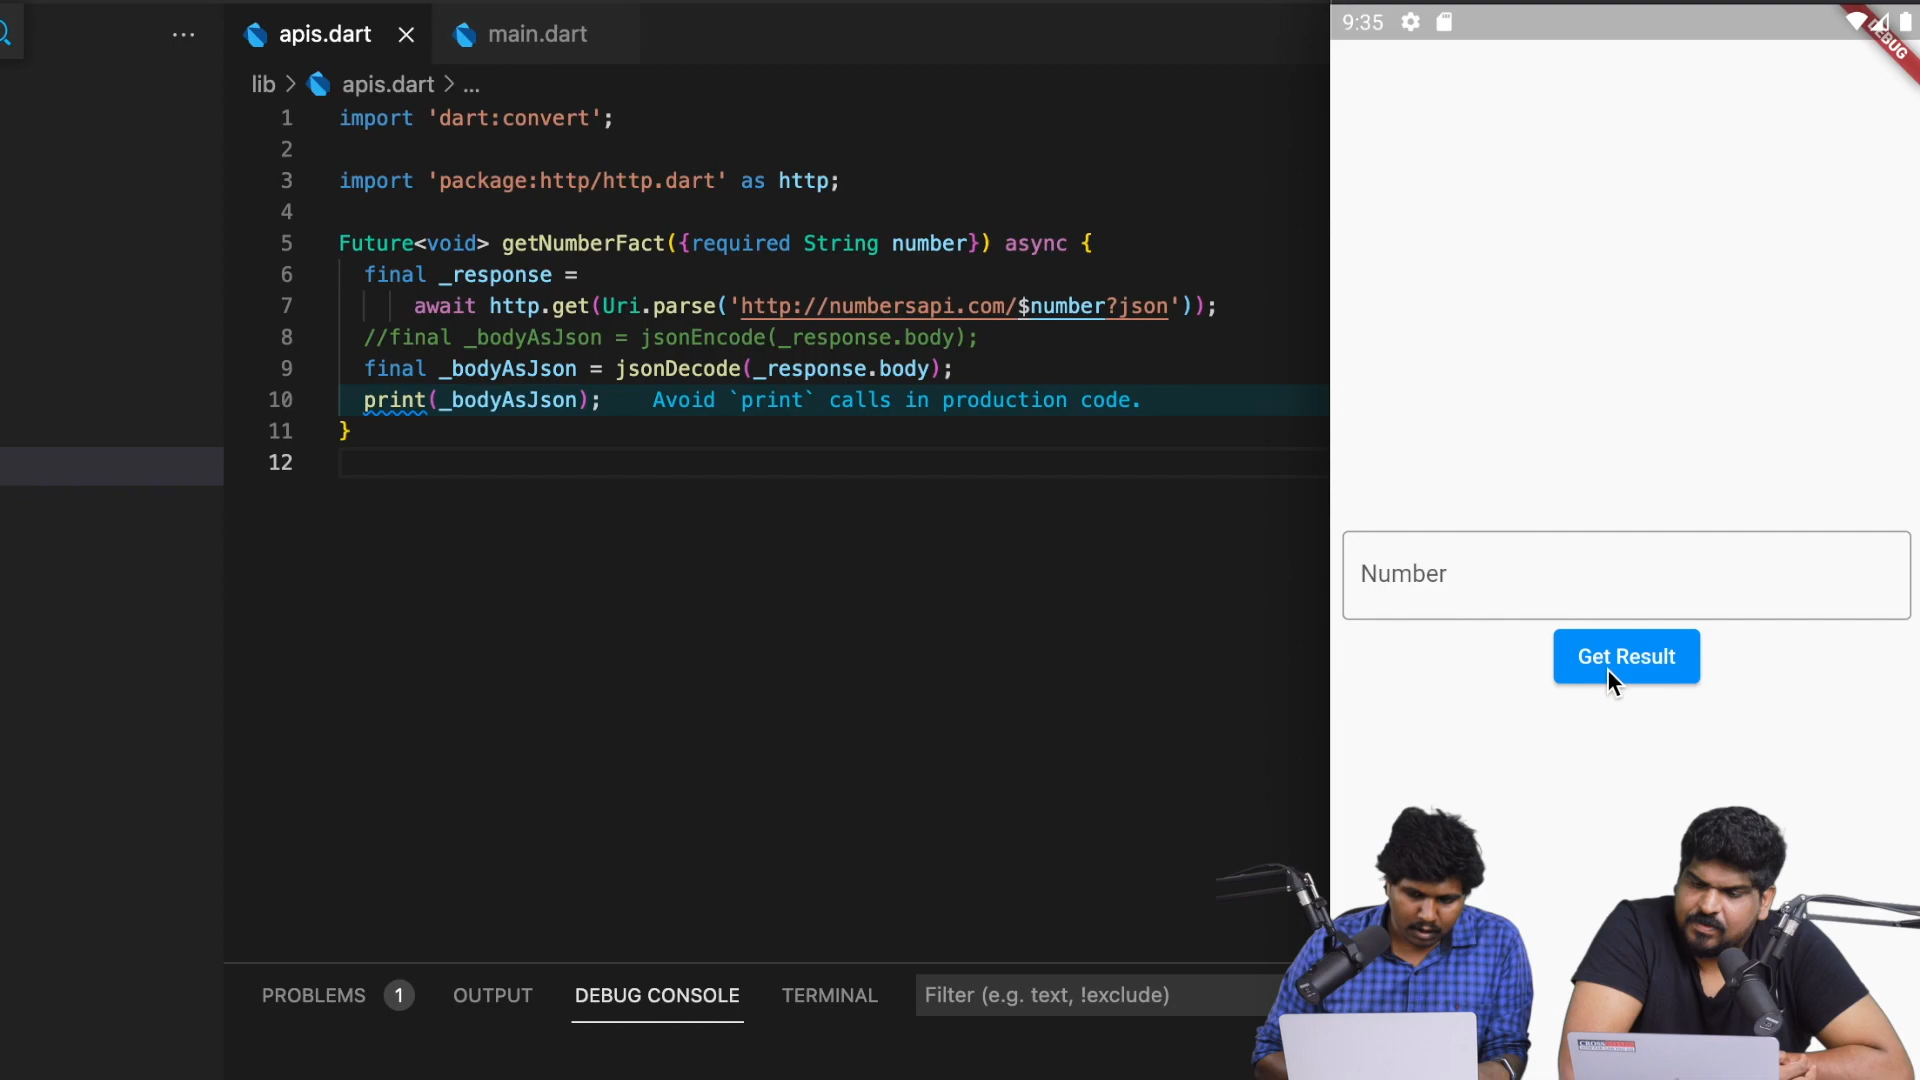 apis.dart
main.dart
lib > apis.dart > ...
1 import 'dart:convert';
2
3 import 'package:http/http.dart' as http;
4
5 Future<void> getNumberFact({required String number}) async {
6 final _response =
7 await http.get(Uri.parse('http://numbersapi.com/$number?json'));
8 //final _bodyAsJson = jsonEncode(_response.body);
9 final _bodyAsJson = jsonDecode(_response.body);
10 print(_bodyAsJson); Avoid `print` calls in production code.
11 }
12
9:35
DEBUG
Number
Get Result
PROBLEMS 1 OUTPUT DEBUG CONSOLE TERMINAL Filter (e.g. text, !exclude)